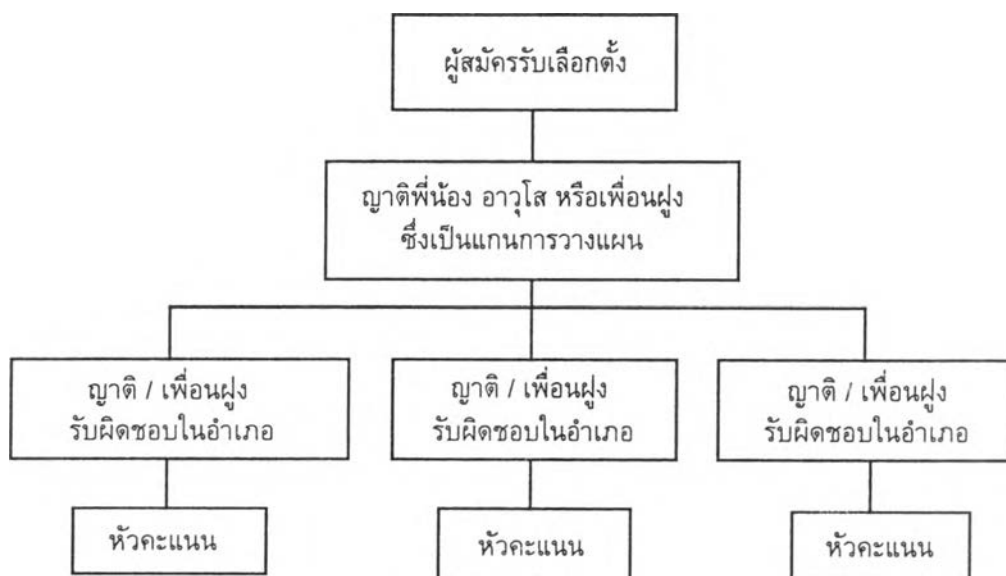 ผู้สมัครรับเลือกตั้ง
ญาติพี่น้อง อาวุโส หรือเพื่อนฝูง
ซึ่งเป็นแกนการวางแผน
ญาติ / เพื่อนฝูง
รับผิดชอบในอำเภอ
ญาติ / เพื่อนฝูง
รับผิดชอบในอำเภอ
ญาติ / เพื่อนฝูง
รับผิดชอบในอำเภอ
หัวคะแนน
หัวคะแนน
หัวคะแนน